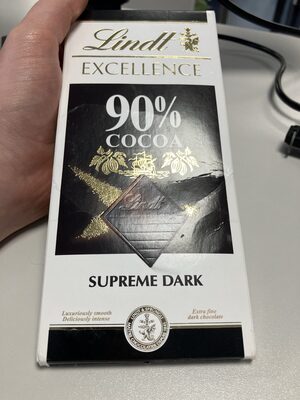 Lindt
EXCELLENCE
90%
COCOA
Lindt
SUPREME DARK
Luxuriously smooth
Deliciously intense
Extra fine
dark chocolate